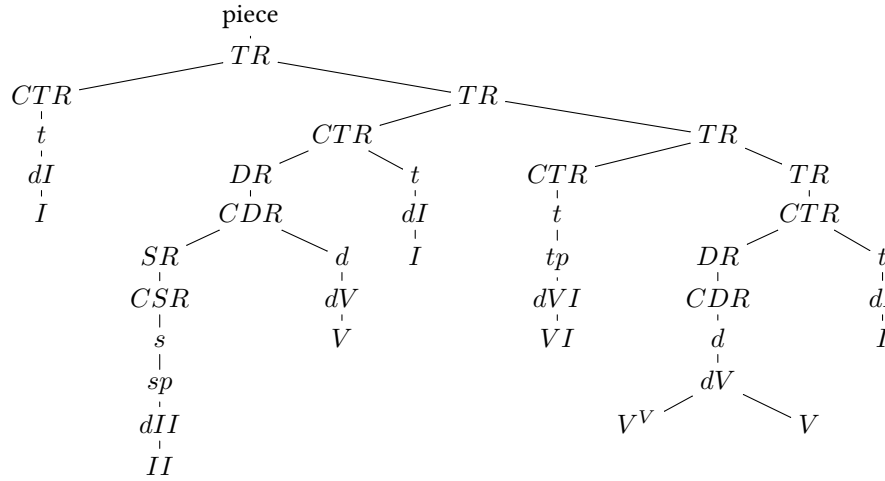 piece
TR
CTR TR
t CTR TR
dI DR t CTR TR
I CDR dI t CTR
SR d I tp DR t
CSR dV dVI CDR
s V VI d
sp dV
dII V^V V
II